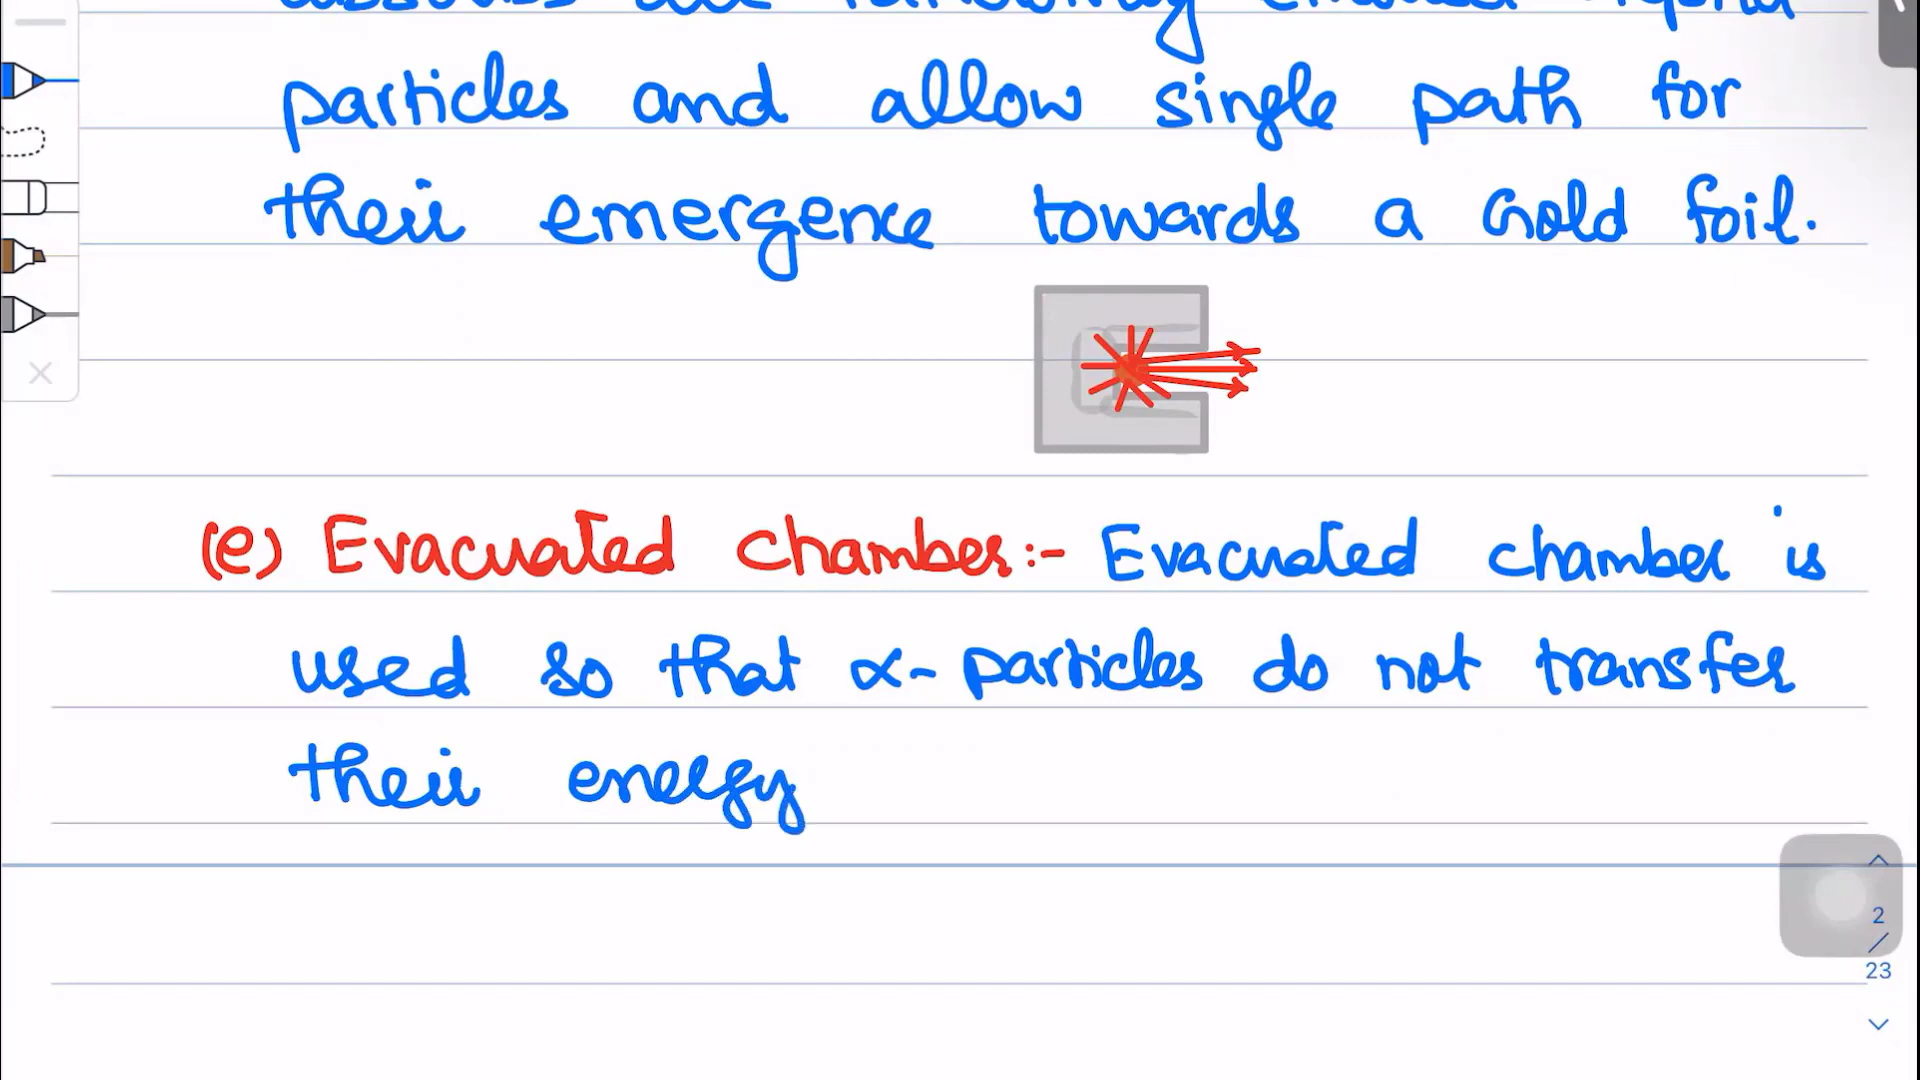 particles and allow single path for
their emergence towards a Gold foil.
(e) Evacuated chamber:- Evacuated chamber is
used so that α- particles do not transfer
their energy
2
/
23